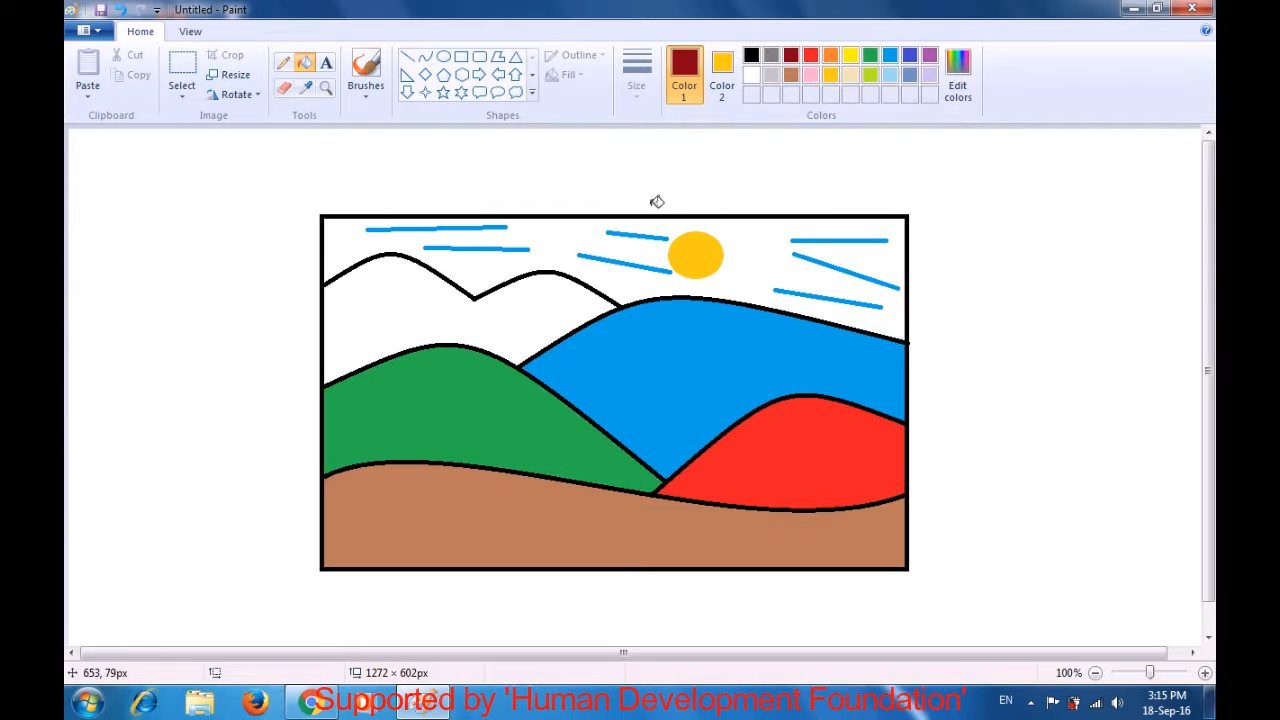 Untitled - Paint
Home View
Paste
Cut
Copy
Clipboard
Select
Crop
Resize
Rotate
Image
A
Tools
Brushes
Shapes
Outline
Fill
Size
Color 1
Color 2
Edit colors
Colors
653, 79px
1272 × 602px
100%
EN
3:15 PM
18-Sep-16
Supported by 'Human Development Foundation'